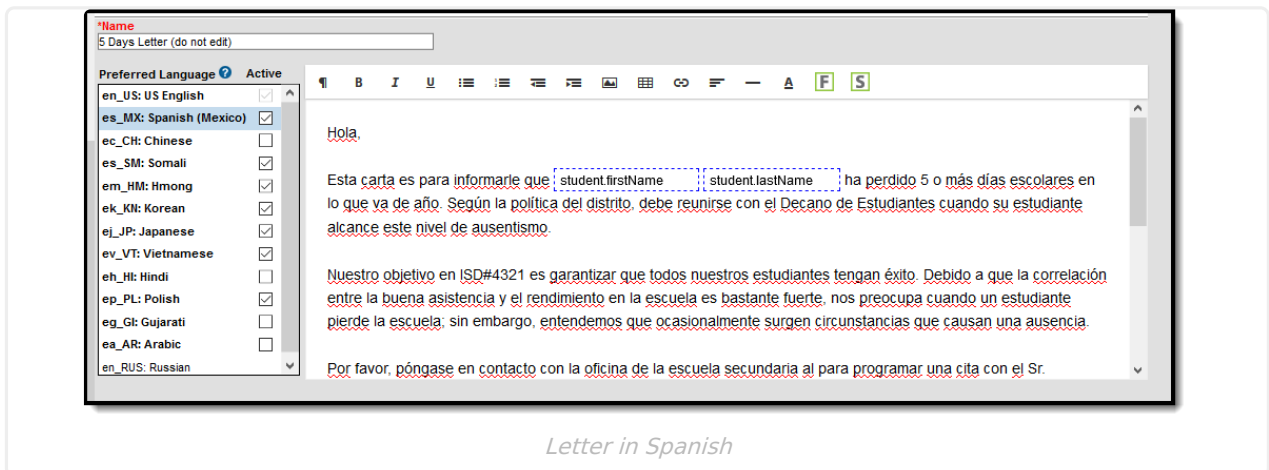 *Name
5 Days Letter (do not edit)
Preferred Language ? Active
en_US: US English
es_MX: Spanish (Mexico)
ec_CH: Chinese
es_SM: Somali
em_HM: Hmong
ek_KN: Korean
ej_JP: Japanese
ev_VT: Vietnamese
eh_HI: Hindi
ep_PL: Polish
eg_GI: Gujarati
ea_AR: Arabic
en_RUS: Russian
¶ B I U A F S
Hola,
Esta carta es para informarle que student.firstName student.lastName ha perdido 5 o más días escolares en
lo que va de año. Según la política del distrito, debe reunirse con el Decano de Estudiantes cuando su estudiante
alcance este nivel de ausentismo.
Nuestro objetivo en ISD#4321 es garantizar que todos nuestros estudiantes tengan éxito. Debido a que la correlación
entre la buena asistencia y el rendimiento en la escuela es bastante fuerte, nos preocupa cuando un estudiante
pierde la escuela; sin embargo, entendemos que ocasionalmente surgen circunstancias que causan una ausencia.
Por favor, póngase en contacto con la oficina de la escuela secundaria al para programar una cita con el Sr.
Letter in Spanish